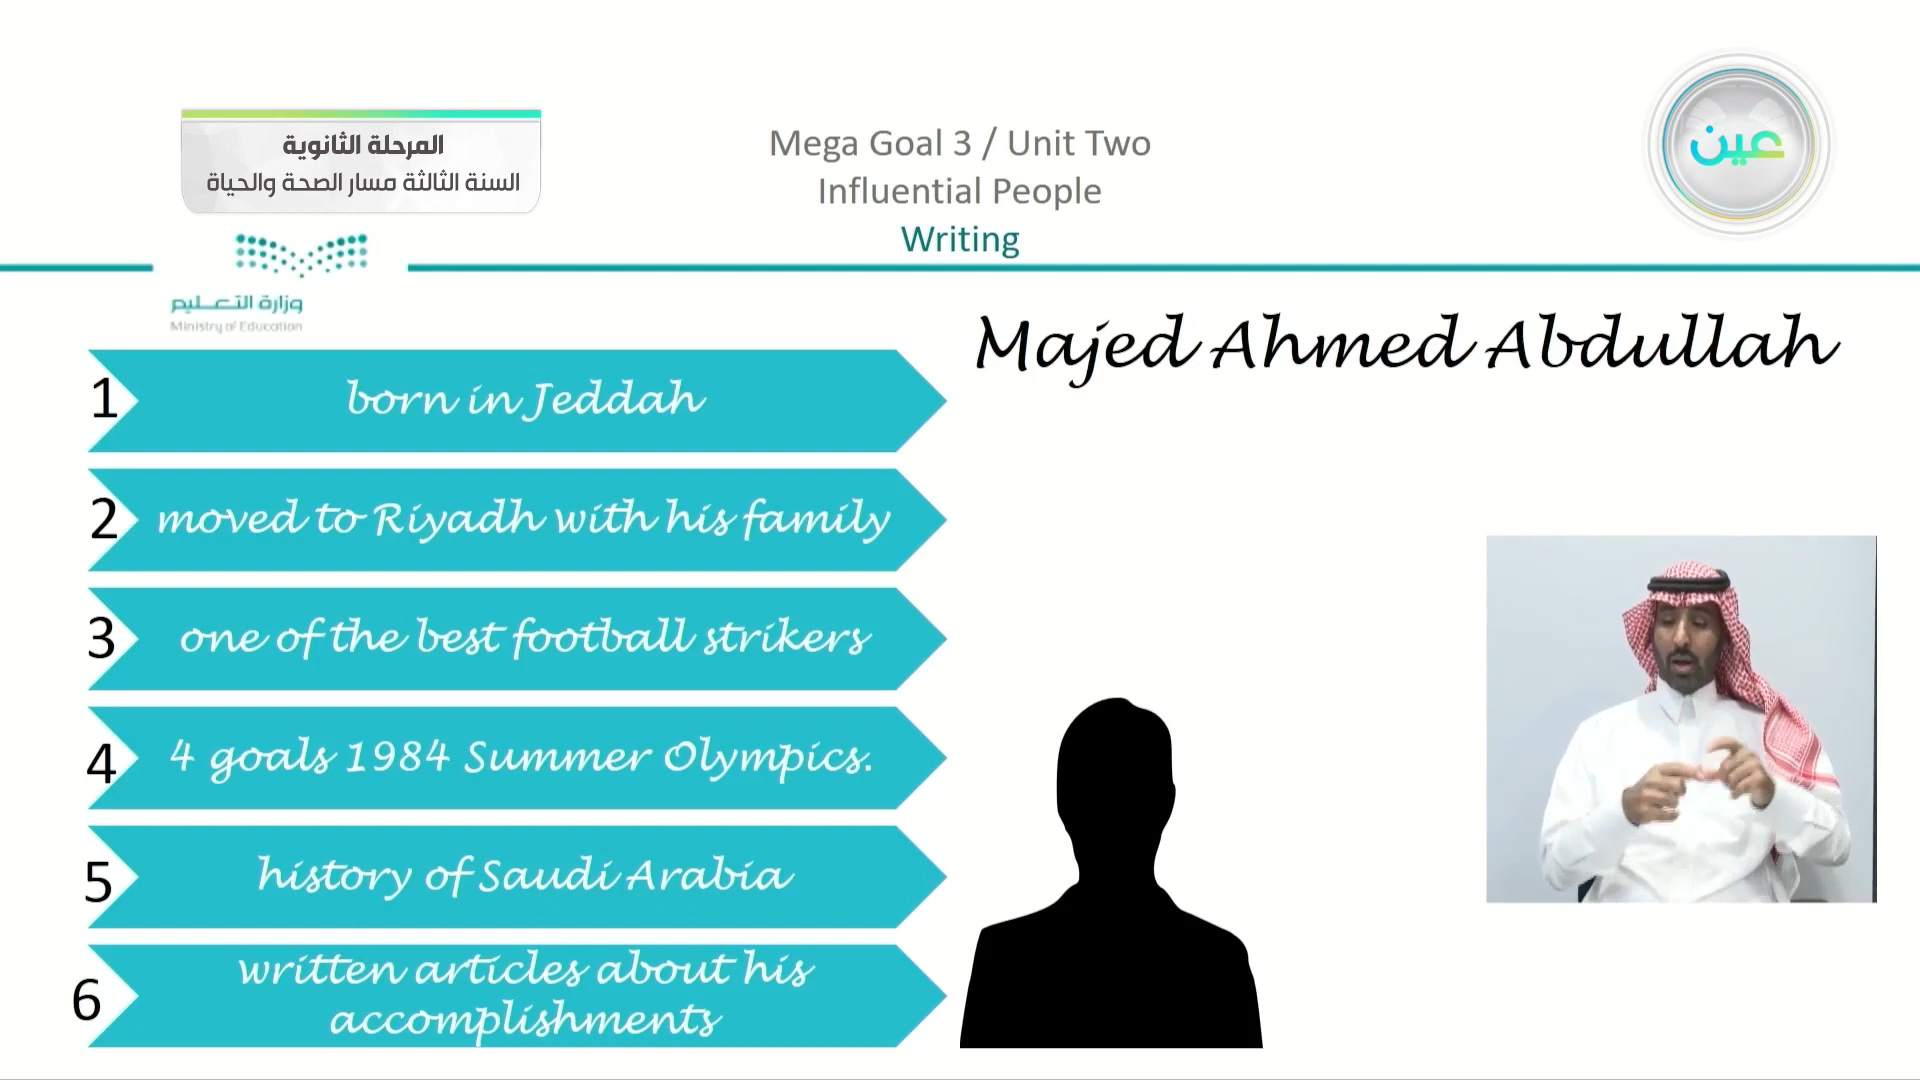 المرحلة الثانوية
السنة الثالثة مسار الصحة والحياة
Mega Goal 3 / Unit Two
Influential People
Writing
عين
وزارة التعليم
Ministry of Education
Majed Ahmed Abdullah
1 born in Jeddah
2 moved to Riyadh with his family
3 one of the best football strikers
4 4 goals 1984 Summer Olympics.
5 history of Saudi Arabia
6 written articles about his
accomplishments